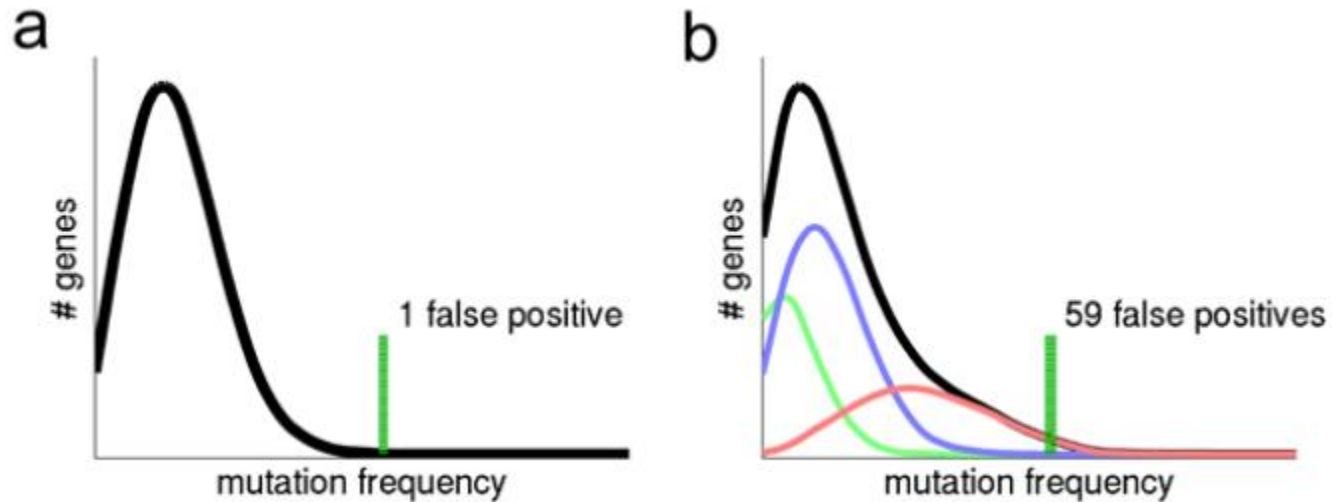 a
# genes
1 false positive
mutation frequency
b
# genes
59 false positives
mutation frequency